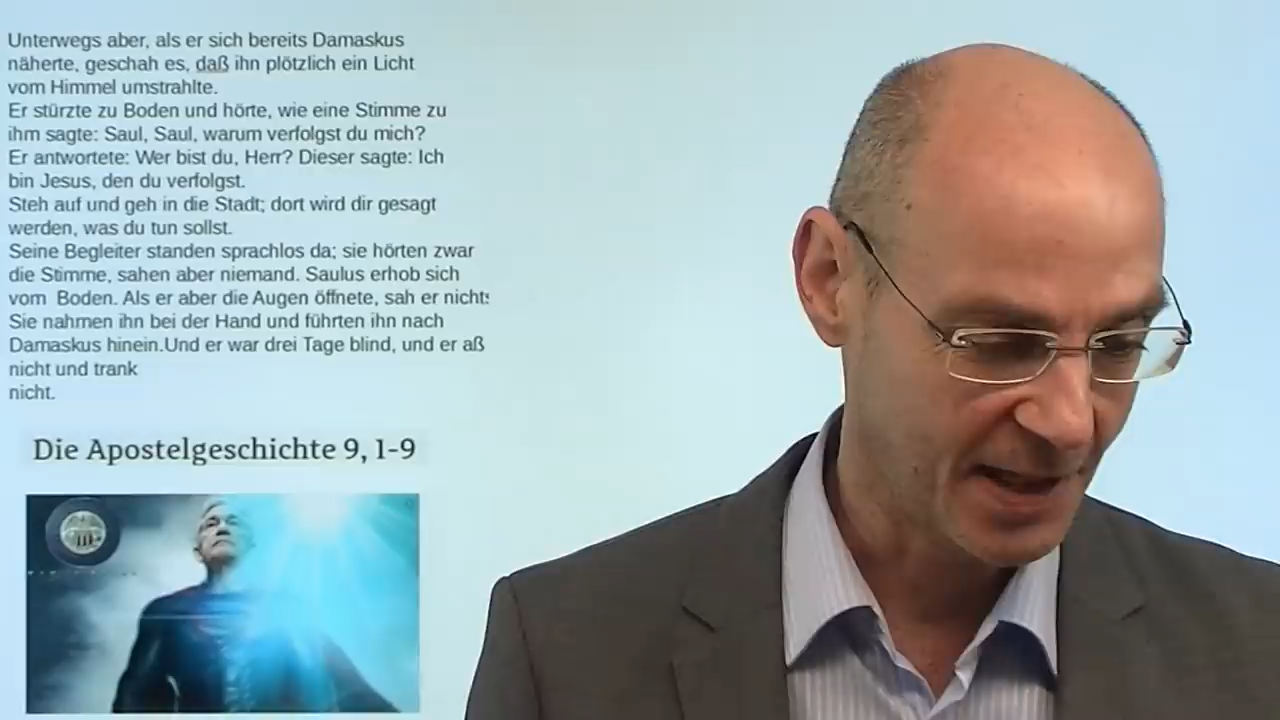 Unterwegs aber, als er sich bereits Damaskus
näherte, geschah es, daß ihn plötzlich ein Licht
vom Himmel umstrahlte.
Er stürzte zu Boden und hörte, wie eine Stimme zu
ihm sagte: Saul, Saul, warum verfolgst du mich?
Er antwortete: Wer bist du, Herr? Dieser sagte: Ich
bin Jesus, den du verfolgst.
Steh auf und geh in die Stadt; dort wird dir gesagt
werden, was du tun sollst.
Seine Begleiter standen sprachlos da; sie hörten zwar
die Stimme, sahen aber niemand. Saulus erhob sich
vom Boden. Als er aber die Augen öffnete, sah er nichts
Sie nahmen ihn bei der Hand und führten ihn nach
Damaskus hinein.Und er war drei Tage blind, und er aß
nicht und trank
nicht.
Die Apostelgeschichte 9, 1-9